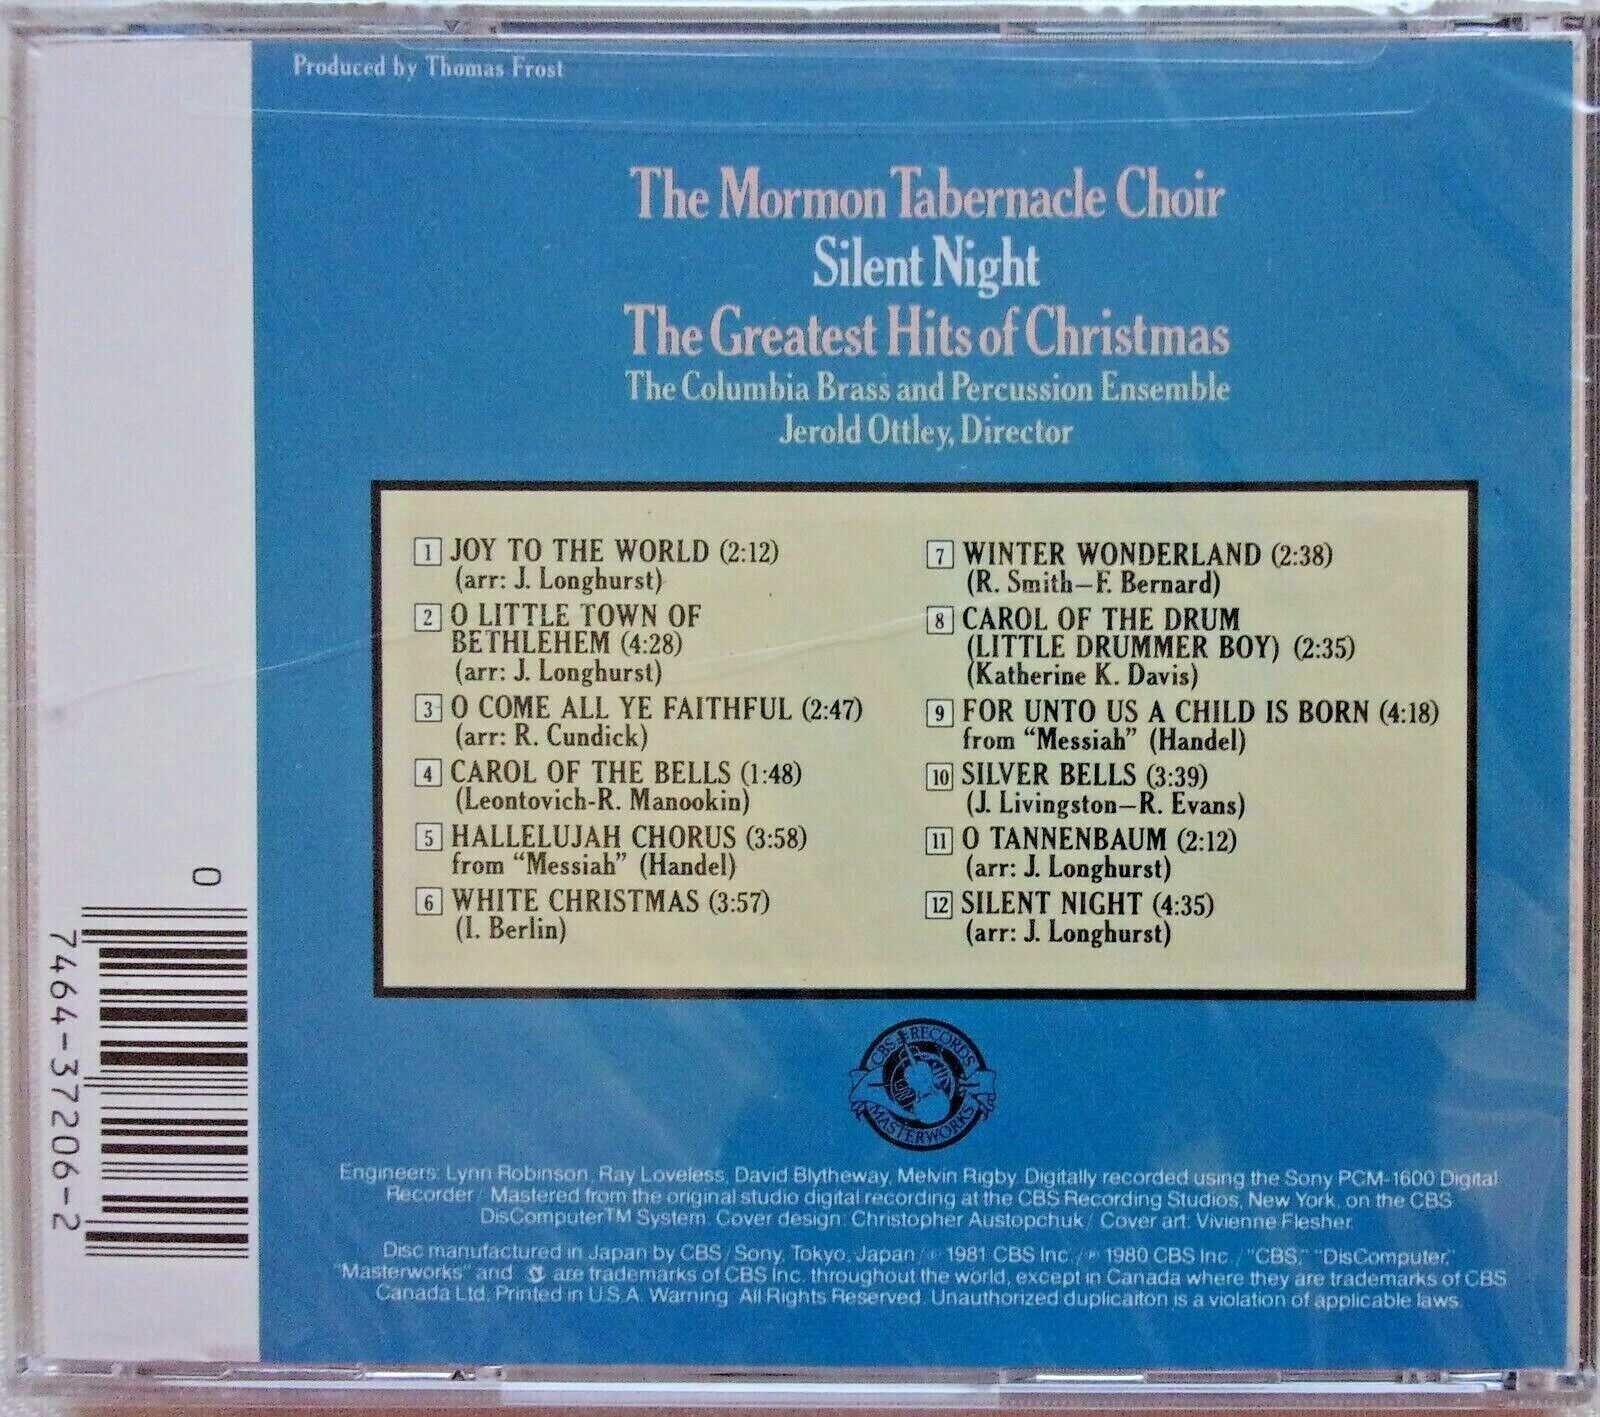 Produced by Thomas Frost
The Mormon Tabernacle Choir
Silent Night
The Greatest Hits of Christmas
The Columbia Brass and Percussion Ensemble
Jerold Ottley, Director
1 JOY TO THE WORLD (2:12)
(arr: J. Longhurst)
2 O LITTLE TOWN OF
BETHLEHEM (4:28)
(arr: J. Longhurst)
3 O COME ALL YE FAITHFUL (2:47)
(arr: R. Cundick)
4 CAROL OF THE BELLS (1:48)
(Leontovich-R. Manookin)
5 HALLELUJAH CHORUS (3:58)
from "Messiah" (Handel)
6 WHITE CHRISTMAS (3:57)
(I. Berlin)
7 WINTER WONDERLAND (2:38)
(R. Smith–F. Bernard)
8 CAROL OF THE DRUM
(LITTLE DRUMMER BOY) (2:35)
(Katherine K. Davis)
9 FOR UNTO US A CHILD IS BORN (4:18)
from "Messiah" (Handel)
10 SILVER BELLS (3:39)
(J. Livingston–R. Evans)
11 O TANNENBAUM (2:12)
(arr: J. Longhurst)
12 SILENT NIGHT (4:35)
(arr: J. Longhurst)
0
7464-37206-2
CBS RECORDS
MASTERWORKS
Engineers: Lynn Robinson, Ray Loveless, David Blytheway, Melvin Rigby. Digitally recorded using the Sony PCM-1600 Digital
Recorder / Mastered from the original studio digital recording at the CBS Recording Studios, New York, on the CBS
DisComputer™ System. Cover design: Christopher Austopchuk / Cover art: Vivienne Flesher.
Disc manufactured in Japan by CBS/Sony, Tokyo, Japan / © 1981 CBS Inc. / ℗ 1980 CBS Inc. / "CBS," "DisComputer,"
"Masterworks" and are trademarks of CBS Inc. throughout the world, except in Canada where they are trademarks of CBS
Canada Ltd. Printed in U.S.A. Warning: All Rights Reserved. Unauthorized duplicaiton is a violation of applicable laws.